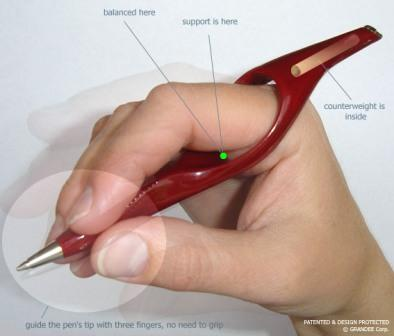 balanced here
support is here
counterweight is
inside
guide the pen's tip with three fingers, no need to grip
PATENTED & DESIGN PROTECTED
© GRANDEE Corp.